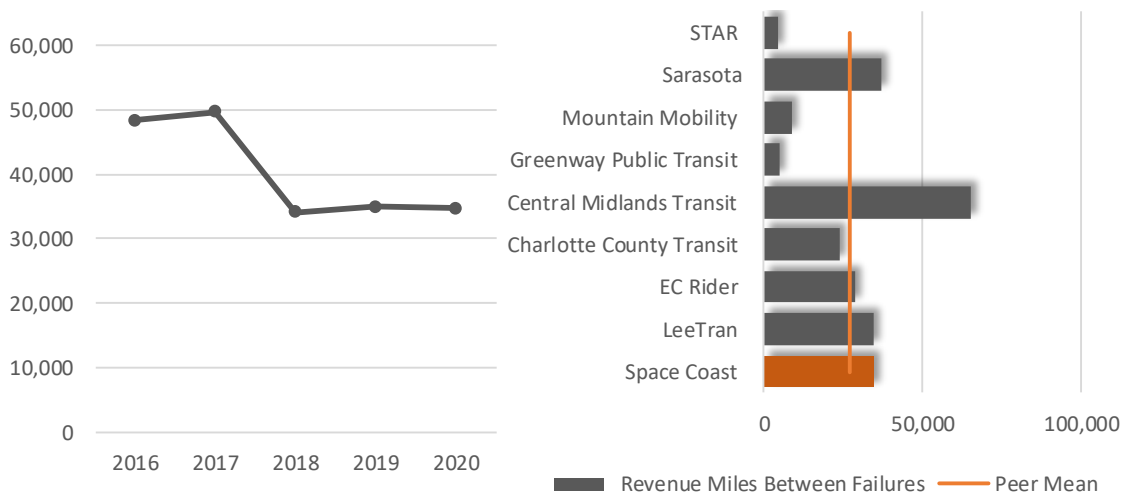 60,000
50,000
40,000
30,000
20,000
10,000
0
2016 2017 2018 2019 2020
STAR
Sarasota
Mountain Mobility
Greenway Public Transit
Central Midlands Transit
Charlotte County Transit
EC Rider
LeeTran
Space Coast
0 50,000 100,000
Revenue Miles Between Failures Peer Mean